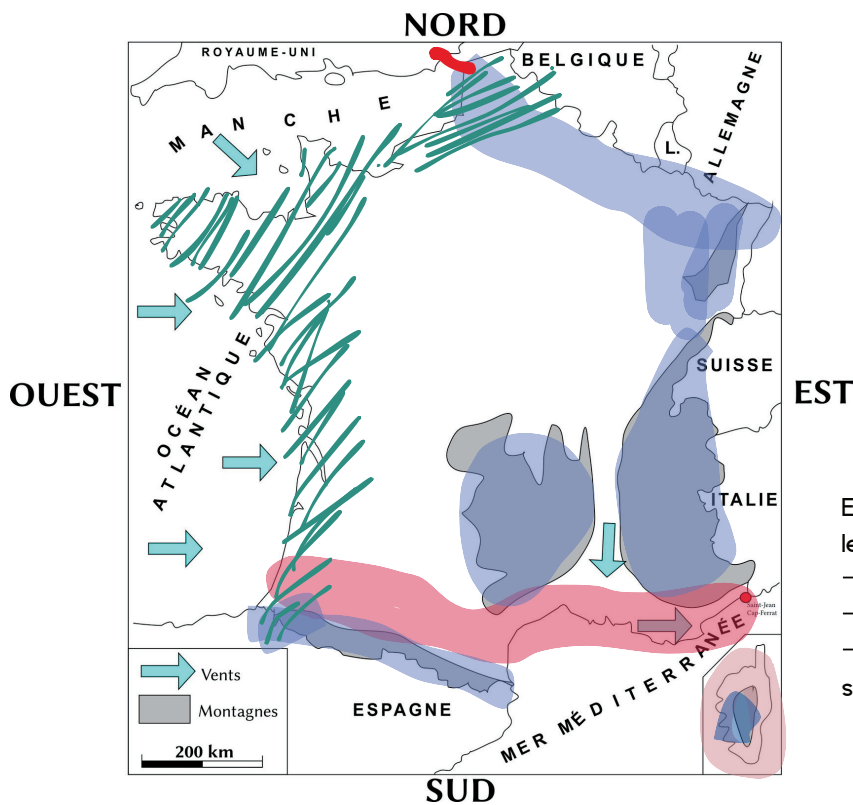 NORD
ROYAUME-UNI
BELGIQUE
MANCHE
ALLEMAGNE
L.
OUEST
OCÉAN
ATLANTIQUE
SUISSE
EST
ITALIE
E
le
–
–
–
s
Saint-Jean
Cap-Ferrat
MER MÉDITERRANÉE
ESPAGNE
Vents
Montagnes
200 km
SUD